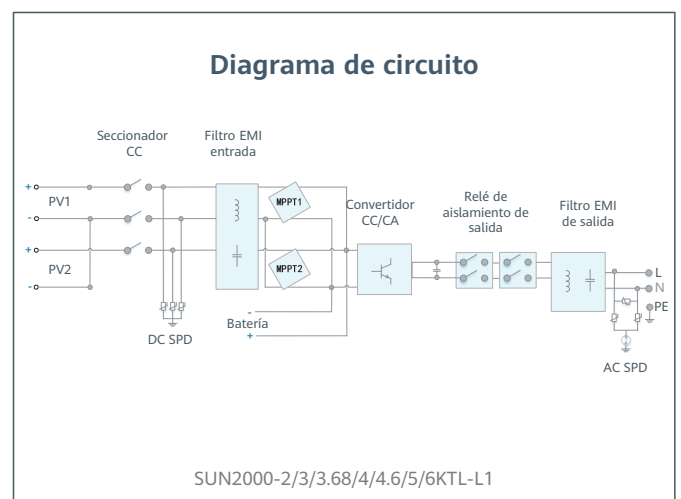 Diagrama de circuito
Seccionador
CC
Filtro EMI
entrada
Convertidor
CC/CA
Relé de
aislamiento de
salida
Filtro EMI
de salida
+
PV1
-
+
PV2
-
MPPT1
MPPT2
-
Batería
+
DC SPD
L
N
PE
AC SPD
SUN2000-2/3/3.68/4/4.6/5/6KTL-L1